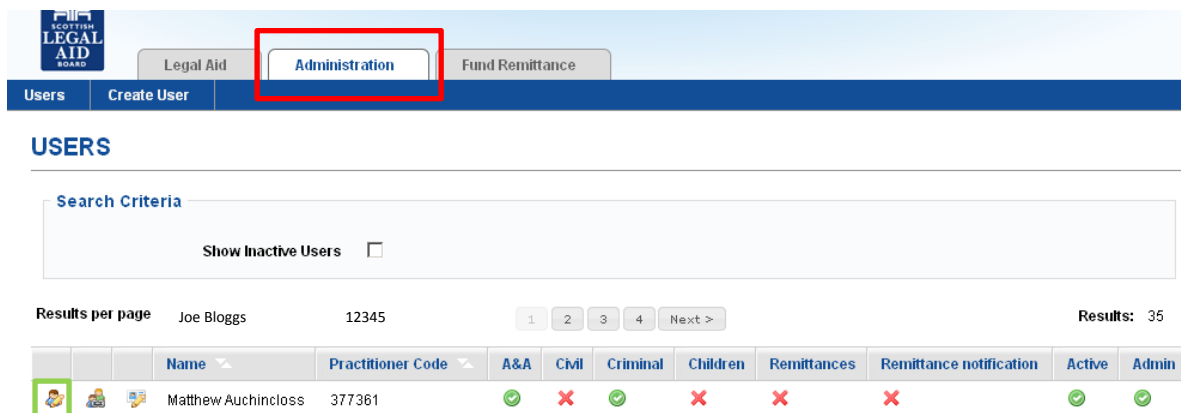 SCOTTISH
LEGAL
AID
BOARD
Legal Aid Administration Fund Remittance
Users Create User
USERS
Search Criteria
Show Inactive Users
Results per page Joe Bloggs 12345 1 2 3 4 Next > Results: 35
Name Practitioner Code A&A Civil Criminal Children Remittances Remittance notification Active Admin
Matthew Auchincloss 377361